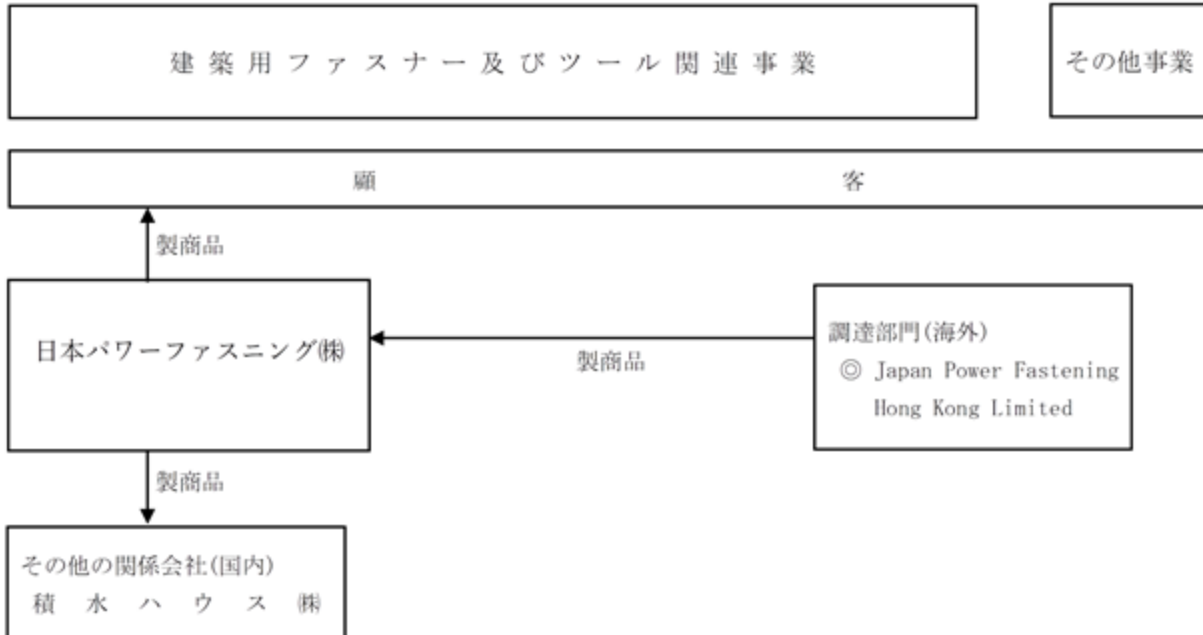 建築用ファスナー及びツール関連事業
その他事業
顧客
製商品
日本パワーファスニング㈱
製商品
調達部門(海外)
◎ Japan Power Fastening
Hong Kong Limited
製商品
その他の関係会社(国内)
積水ハウス㈱